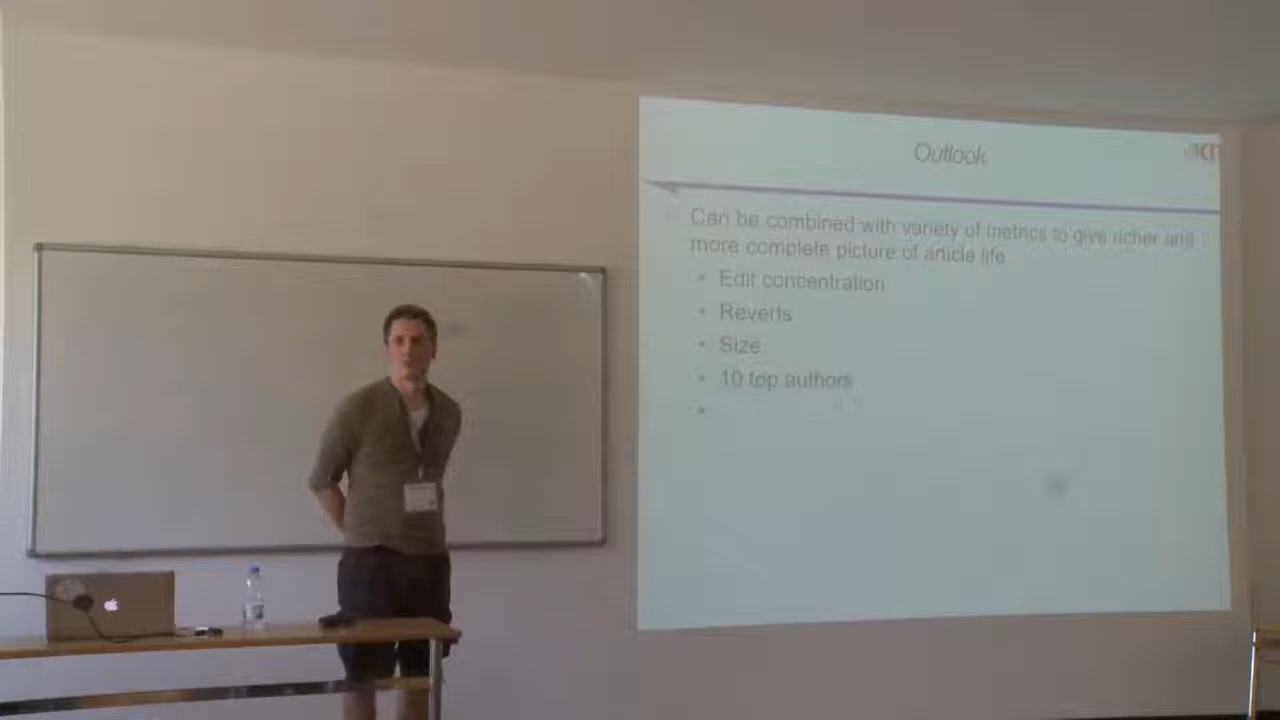 Outlook
Can be combined with variety of metrics to give richer and
more complete picture of article life
• Edit concentration
• Reverts
• Size
• 10 top authors
•